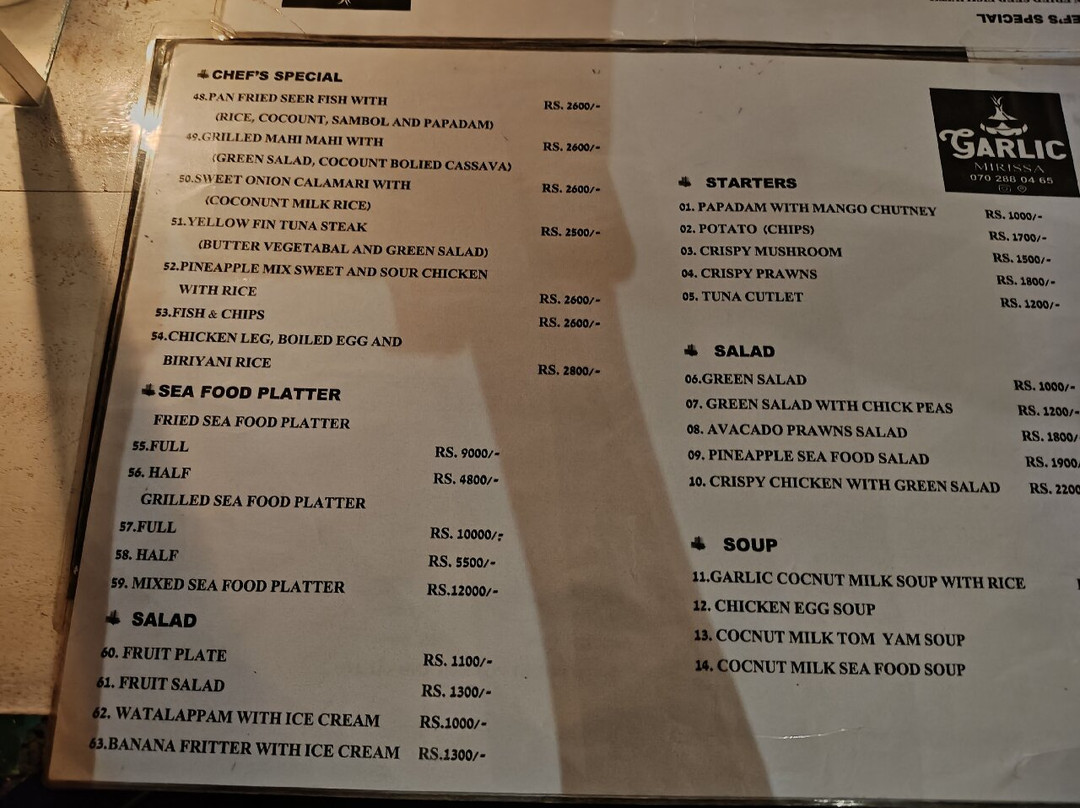 CHEF'S SPECIAL
CHEF'S SPECIAL
48.PAN FRIED SEER FISH WITH RS. 2600/-
(RICE, COCOUNT, SAMBOL AND PAPADAM)
49.GRILLED MAHI MAHI WITH RS. 2600/-
(GREEN SALAD, COCOUNT BOLIED CASSAVA)
50.SWEET ONION CALAMARI WITH RS. 2600/-
(COCONUNT MILK RICE)
51.YELLOW FIN TUNA STEAK RS. 2500/-
(BUTTER VEGETABAL AND GREEN SALAD)
52.PINEAPPLE MIX SWEET AND SOUR CHICKEN
WITH RICE RS. 2600/-
53.FISH & CHIPS RS. 2600/-
54.CHICKEN LEG, BOILED EGG AND
BIRIYANI RICE RS. 2800/-
SEA FOOD PLATTER
FRIED SEA FOOD PLATTER
55.FULL RS. 9000/-
56. HALF RS. 4800/-
GRILLED SEA FOOD PLATTER
57.FULL RS. 10000/-
58. HALF RS. 5500/-
59. MIXED SEA FOOD PLATTER RS.12000/-
SALAD
60. FRUIT PLATE RS. 1100/-
61. FRUIT SALAD RS. 1300/-
62. WATALAPPAM WITH ICE CREAM RS.1000/-
63.BANANA FRITTER WITH ICE CREAM RS.1300/-
GARLIC
MIRISSA
070 288 04 65
STARTERS
01. PAPADAM WITH MANGO CHUTNEY RS. 1000/-
02. POTATO (CHIPS) RS. 1700/-
03. CRISPY MUSHROOM RS. 1500/-
04. CRISPY PRAWNS RS. 1800/-
05. TUNA CUTLET RS. 1200/-
SALAD
06.GREEN SALAD RS. 1000/-
07. GREEN SALAD WITH CHICK PEAS RS. 1200/-
08. AVACADO PRAWNS SALAD RS. 1800/
09. PINEAPPLE SEA FOOD SALAD RS. 1900
10. CRISPY CHICKEN WITH GREEN SALAD RS. 2200
SOUP
11.GARLIC COCNUT MILK SOUP WITH RICE
12. CHICKEN EGG SOUP
13. COCNUT MILK TOM YAM SOUP
14. COCNUT MILK SEA FOOD SOUP